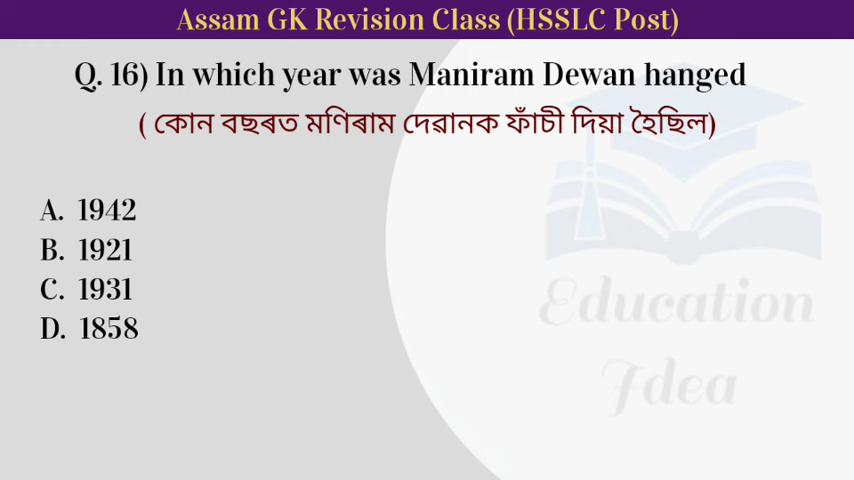 Assam GK Revision Class (HSSLC Post)
Q. 16) In which year was Maniram Dewan hanged
( কোন বছৰত মণিৰাম দেৱানক ফাঁচী দিয়া হৈছিল)
A. 1942
B. 1921
C. 1931
D. 1858
Education
Idea